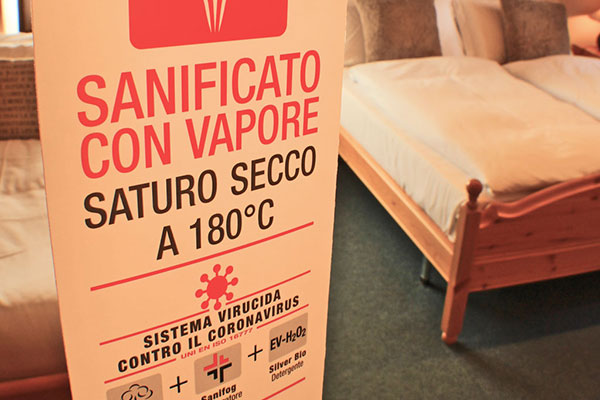 SANIFICATO
CON VAPORE
SATURO SECCO
A 180°C
SISTEMA VIRUCIDA
CONTRO IL CORONAVIRUS
UNI EN ISO 16777
+
+
EV-H₂O₂
Sanifog
Silver Bio
Detergente